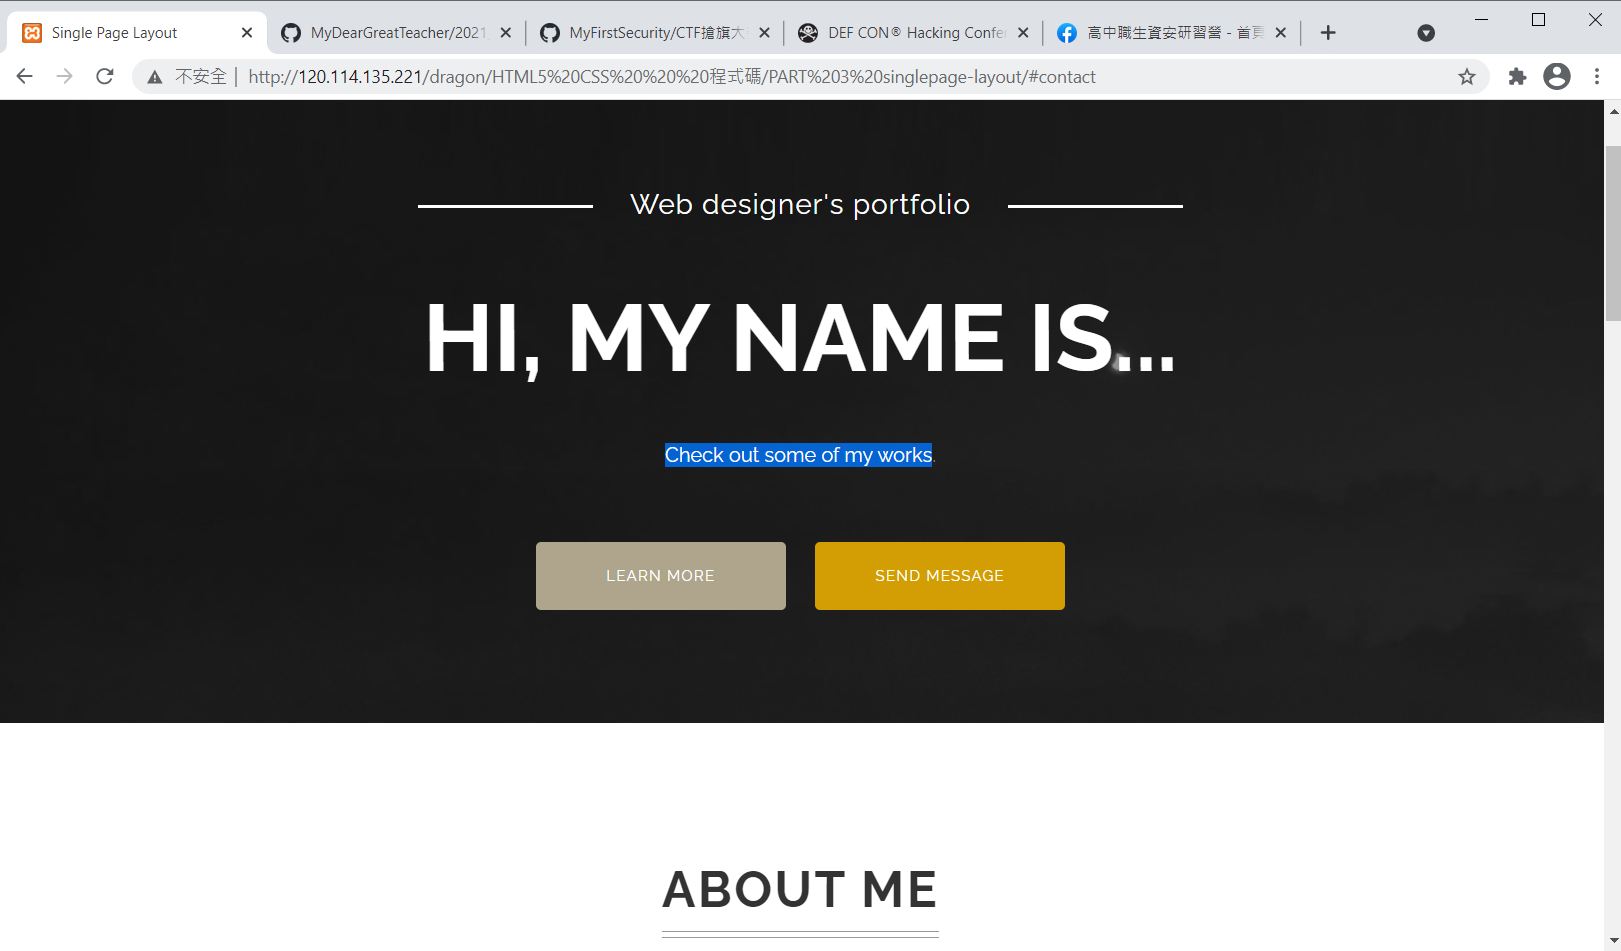 Single Page Layout
MyDearGreatTeacher/2021
MyFirstSecurity/CTF搶旗大
DEF CON® Hacking Confer
高中職生資安研習營 - 首頁
不安全 | http://120.114.135.221/dragon/HTML5%20CSS%20%20%20程式碼/PART%203%20singlepage-layout/#contact
Web designer's portfolio
HI, MY NAME IS...
Check out some of my works.
LEARN MORE
SEND MESSAGE
ABOUT ME